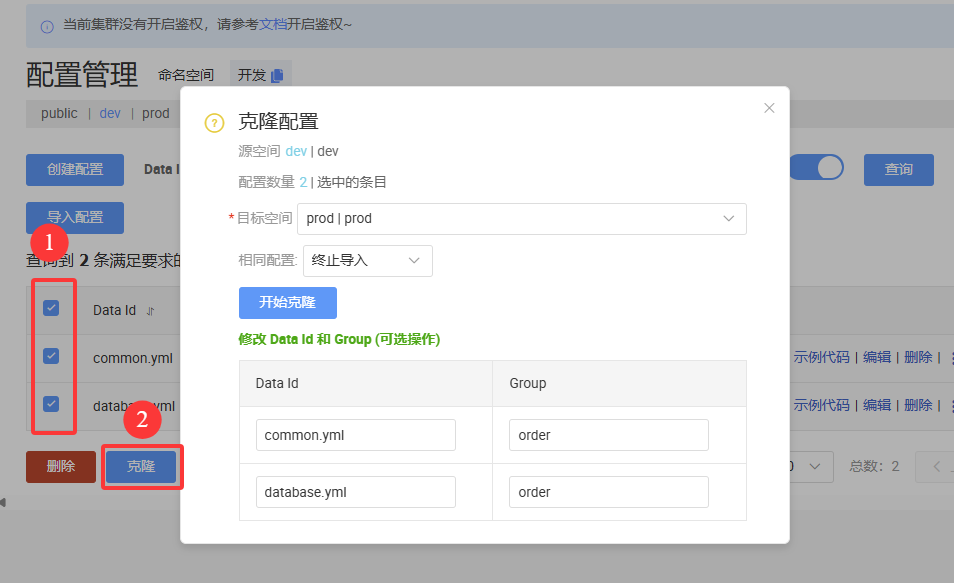 当前集群没有开启鉴权，请参考文档开启鉴权~
配置管理 命名空间 开发
public | dev | prod
克隆配置
源空间 dev | dev
配置数量 2 | 选中的条目
* 目标空间 prod | prod
相同配置: 终止导入
开始克隆
修改 Data Id 和 Group (可选操作)
Data Id Group
common.yml order
database.yml order
创建配置 Data I 查询
导入配置
1
查询到 2 条满足要求的
Data Id
common.yml 示例代码 | 编辑 | 删除 |
yml 示例代码 | 编辑 | 删除 |
2
删除 克隆 总数: 2